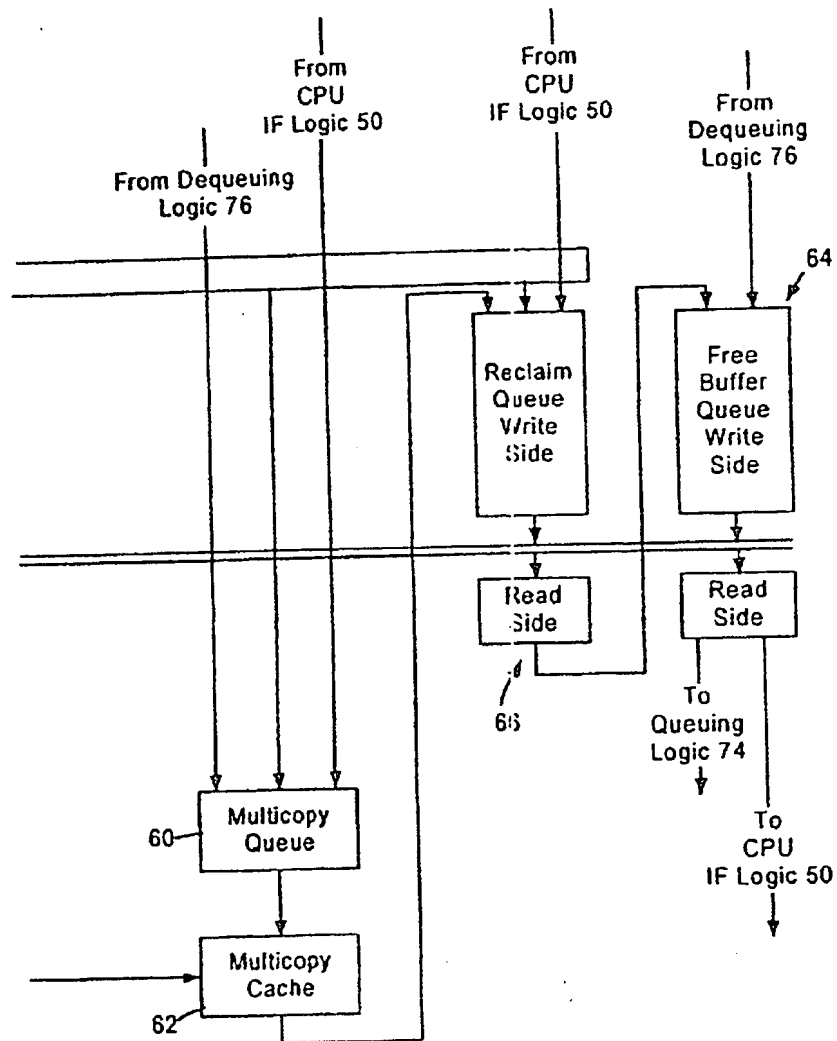 From
CPU
IF Logic 50
From
CPU
IF Logic 50
From
Dequeuing
Logic 76
From Dequeuing
Logic 76
64
Reclaim
Queue
Write
Side
Free
Buffer
Queue
Write
Side
Read
Side
Read
Side
66
To
Queuing
Logic 74
60
Multicopy
Queue
To
CPU
IF Logic 50
Multicopy
Cache
62